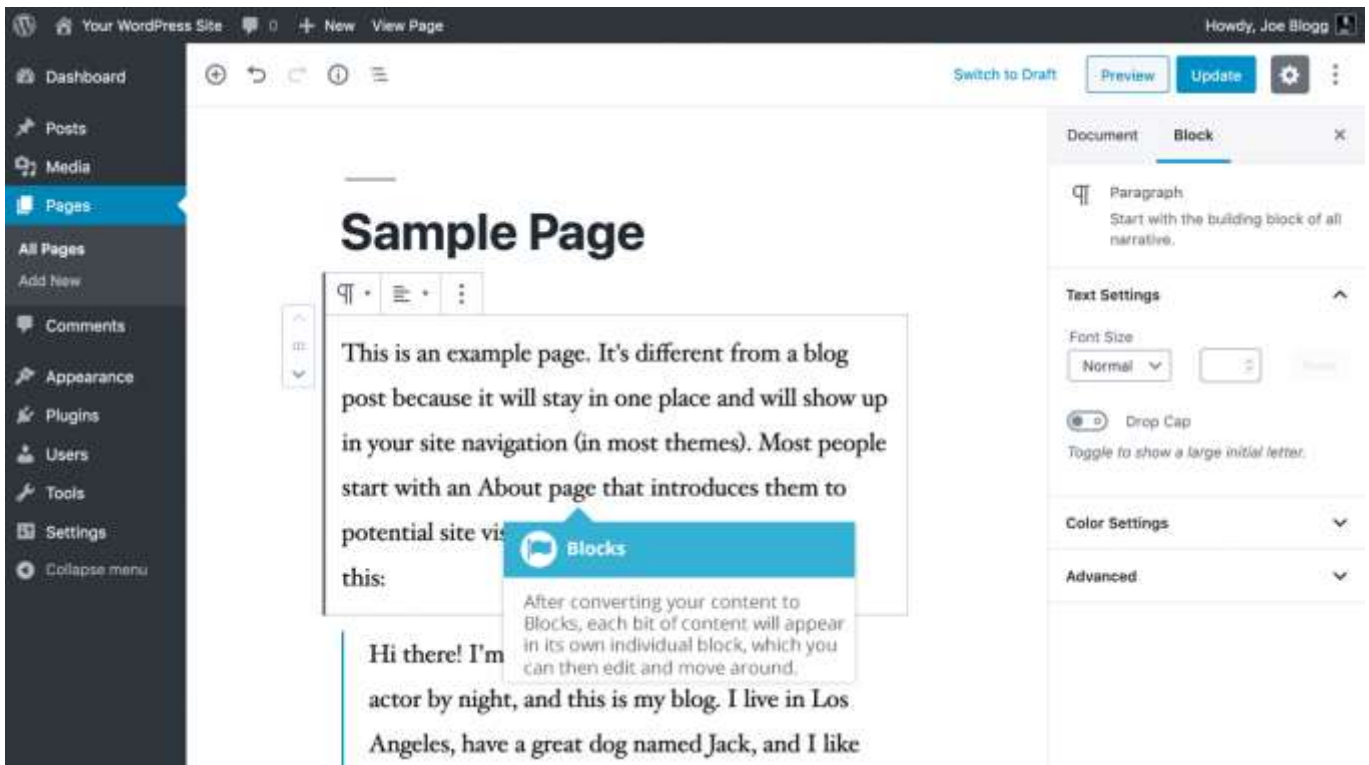 Your WordPress Site 0 New View Page Howdy, Joe Blogg
Dashboard
Posts
Media
Pages
All Pages
Add New
Comments
Appearance
Plugins
Users
Tools
Settings
Collapse menu
Switch to Draft Preview Update
Sample Page
This is an example page. It's different from a blog
post because it will stay in one place and will show up
in your site navigation (in most themes). Most people
start with an About page that introduces them to
potential site
this:
Blocks
After converting your content to
Blocks, each bit of content will appear
in its own individual block, which you
can then edit and move around.
Hi there! I'm
actor by night, and this is my blog. I live in Los
Angeles, have a great dog named Jack, and I like
Document Block
Paragraph
Start with the building block of all
narrative.
Text Settings
Font Size
Normal
Drop Cap
Toggle to show a large initial letter.
Color Settings
Advanced